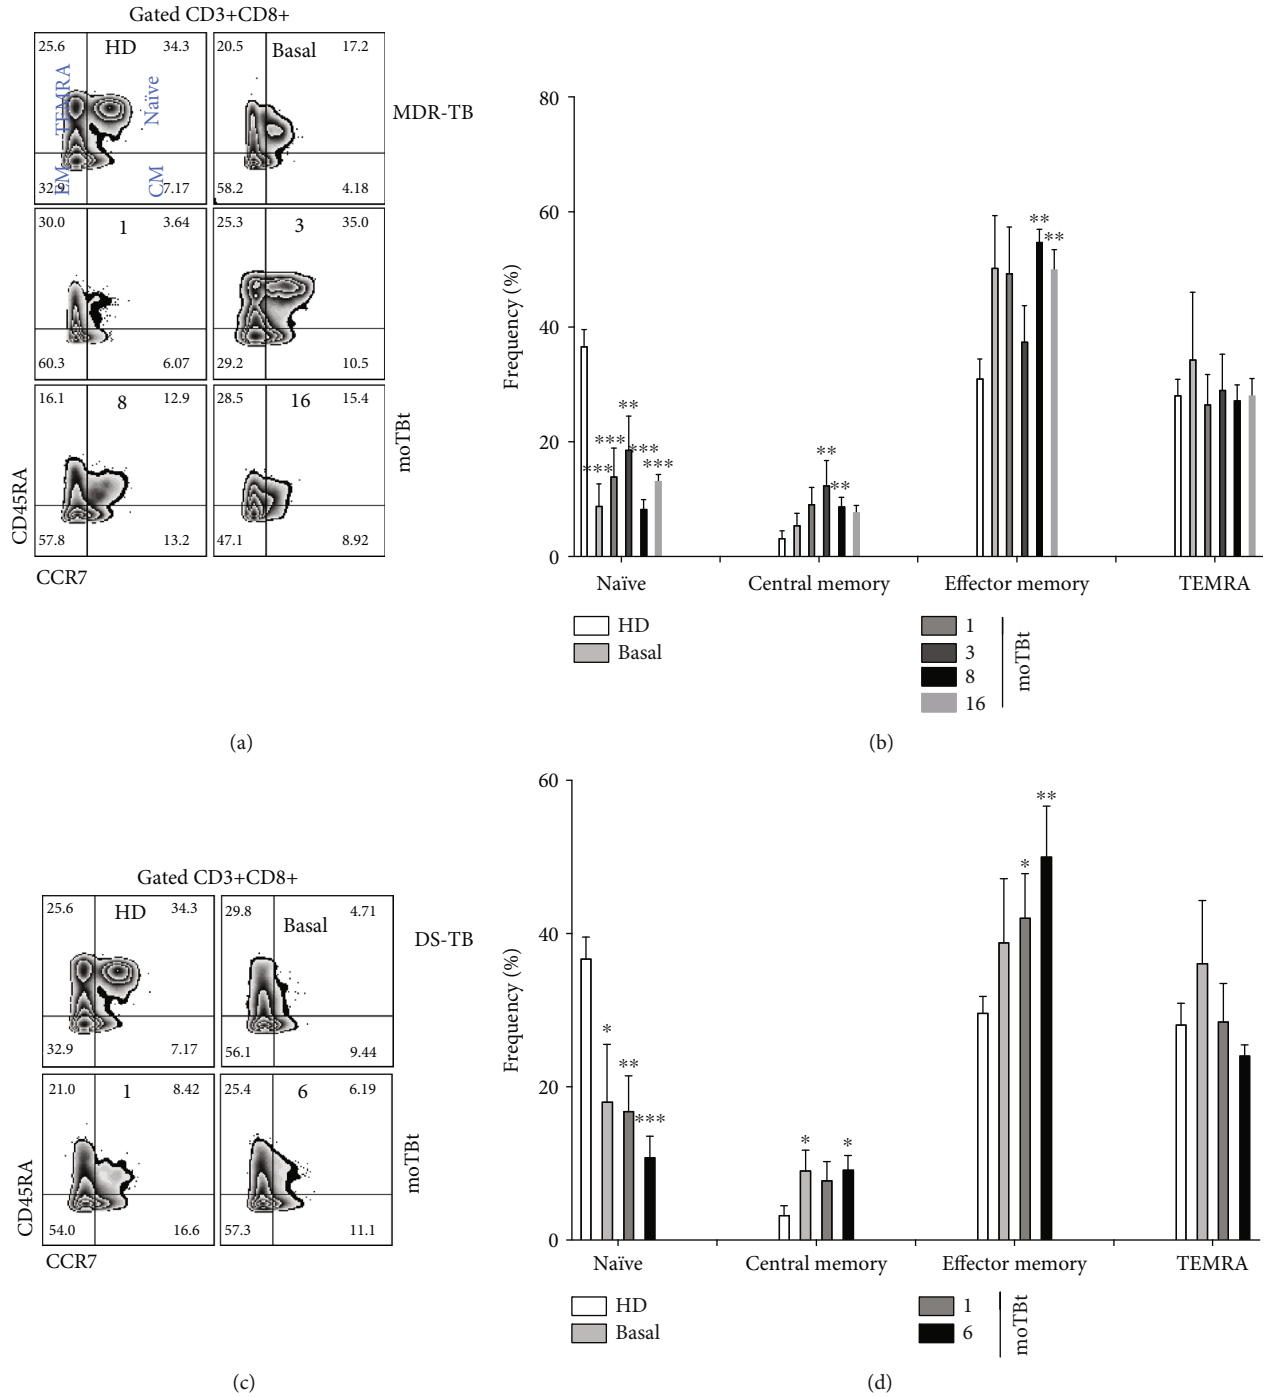 Gated CD3+CD8+
25.6 HD 34.3
TEMRA Naïve
EM CM
32.9 7.17
20.5 Basal 17.2
58.2 4.18
MDR-TB
30.0 1 3.64
60.3 6.07
25.3 3 35.0
29.2 10.5
16.1 8 12.9
57.8 13.2
28.5 16 15.4
47.1 8.92
moTBt
CD45RA
CCR7
(a)
80
60
40
20
0
Frequency (%)
*** *** ** *** ***
** **
** **
Naïve Central memory Effector memory TEMRA
HD
Basal
1
3
8
16
moTBt
(b)
Gated CD3+CD8+
25.6 HD 34.3
32.9 7.17
29.8 Basal 4.71
56.1 9.44
DS-TB
21.0 1 8.42
54.0 16.6
25.4 6 6.19
57.3 11.1
moTBt
CD45RA
CCR7
(c)
60
40
20
0
Frequency (%)
* ** ***
* *
* **
Naïve Central memory Effector memory TEMRA
HD
Basal
1
6
moTBt
(d)